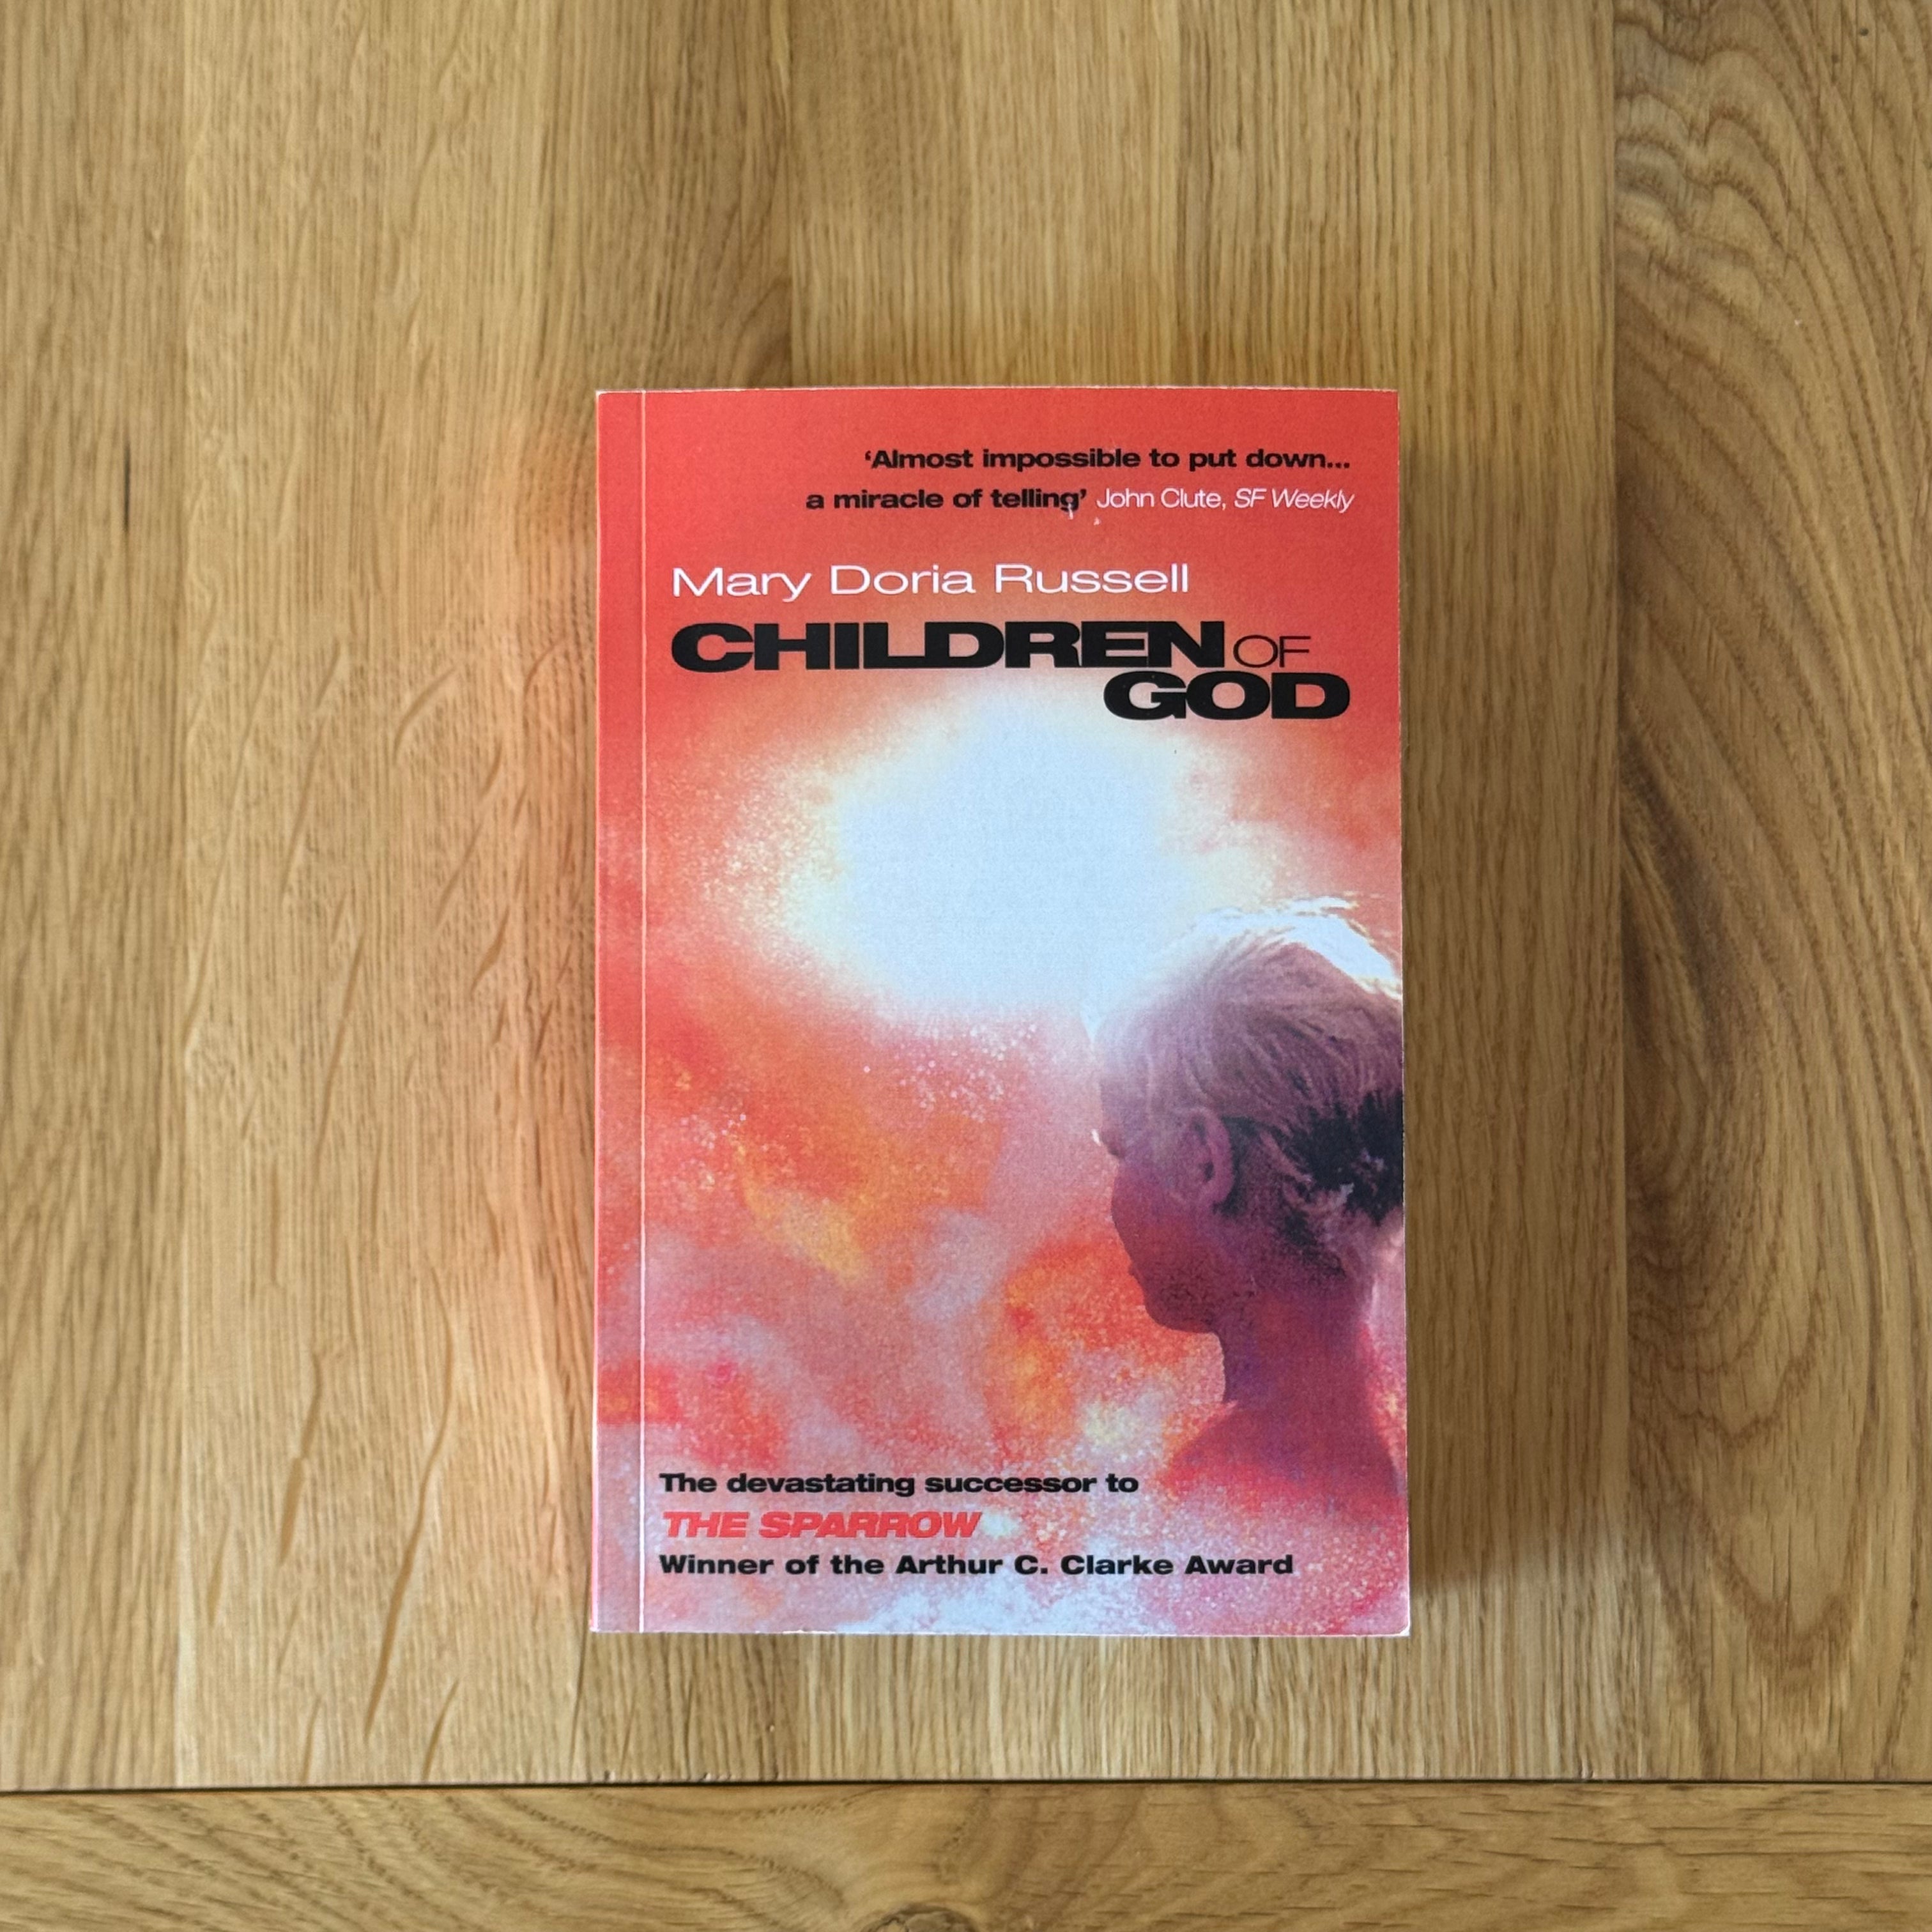 ‘Almost impossible to put down...
a miracle of telling’ John Clute, SF Weekly
Mary Doria Russell
CHILDREN OF
GOD
The devastating successor to
THE SPARROW
Winner of the Arthur C. Clarke Award